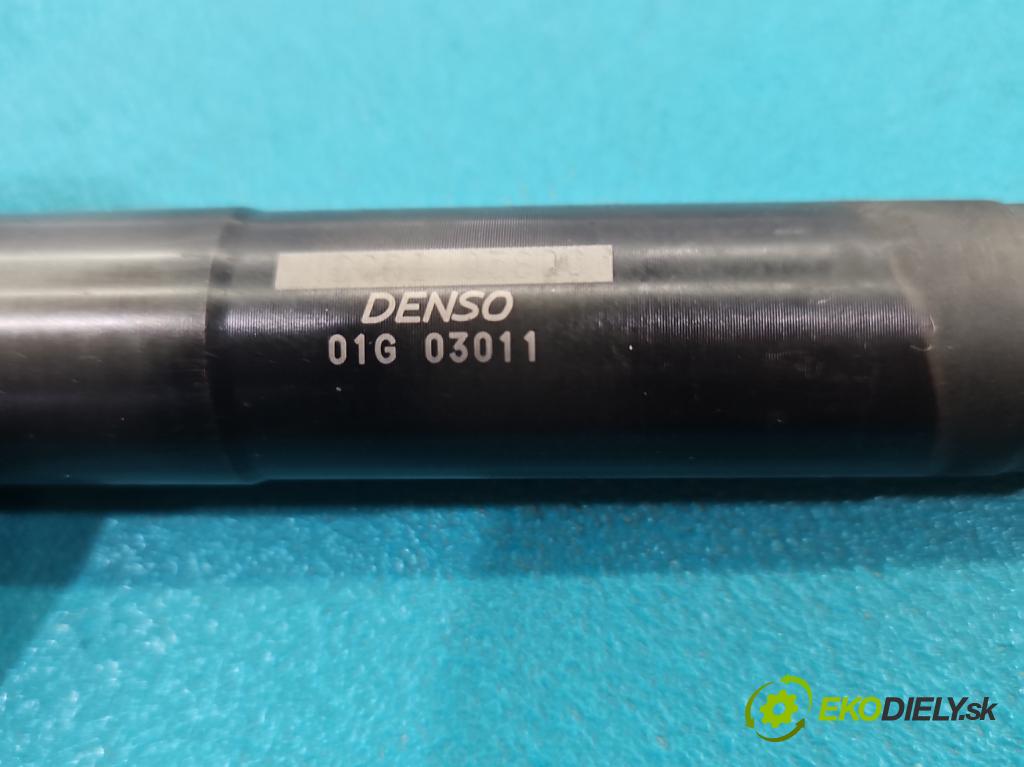 DENSO
01G 03011
EKODIELY.sk